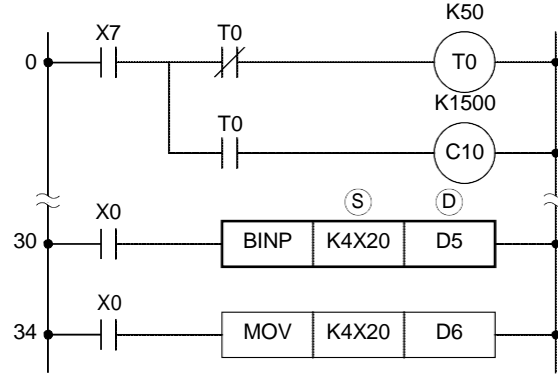 K50
X7 T0
0 T0
K1500
T0
C10
S D
X0
30 BINP K4X20 D5
X0
34 MOV K4X20 D6